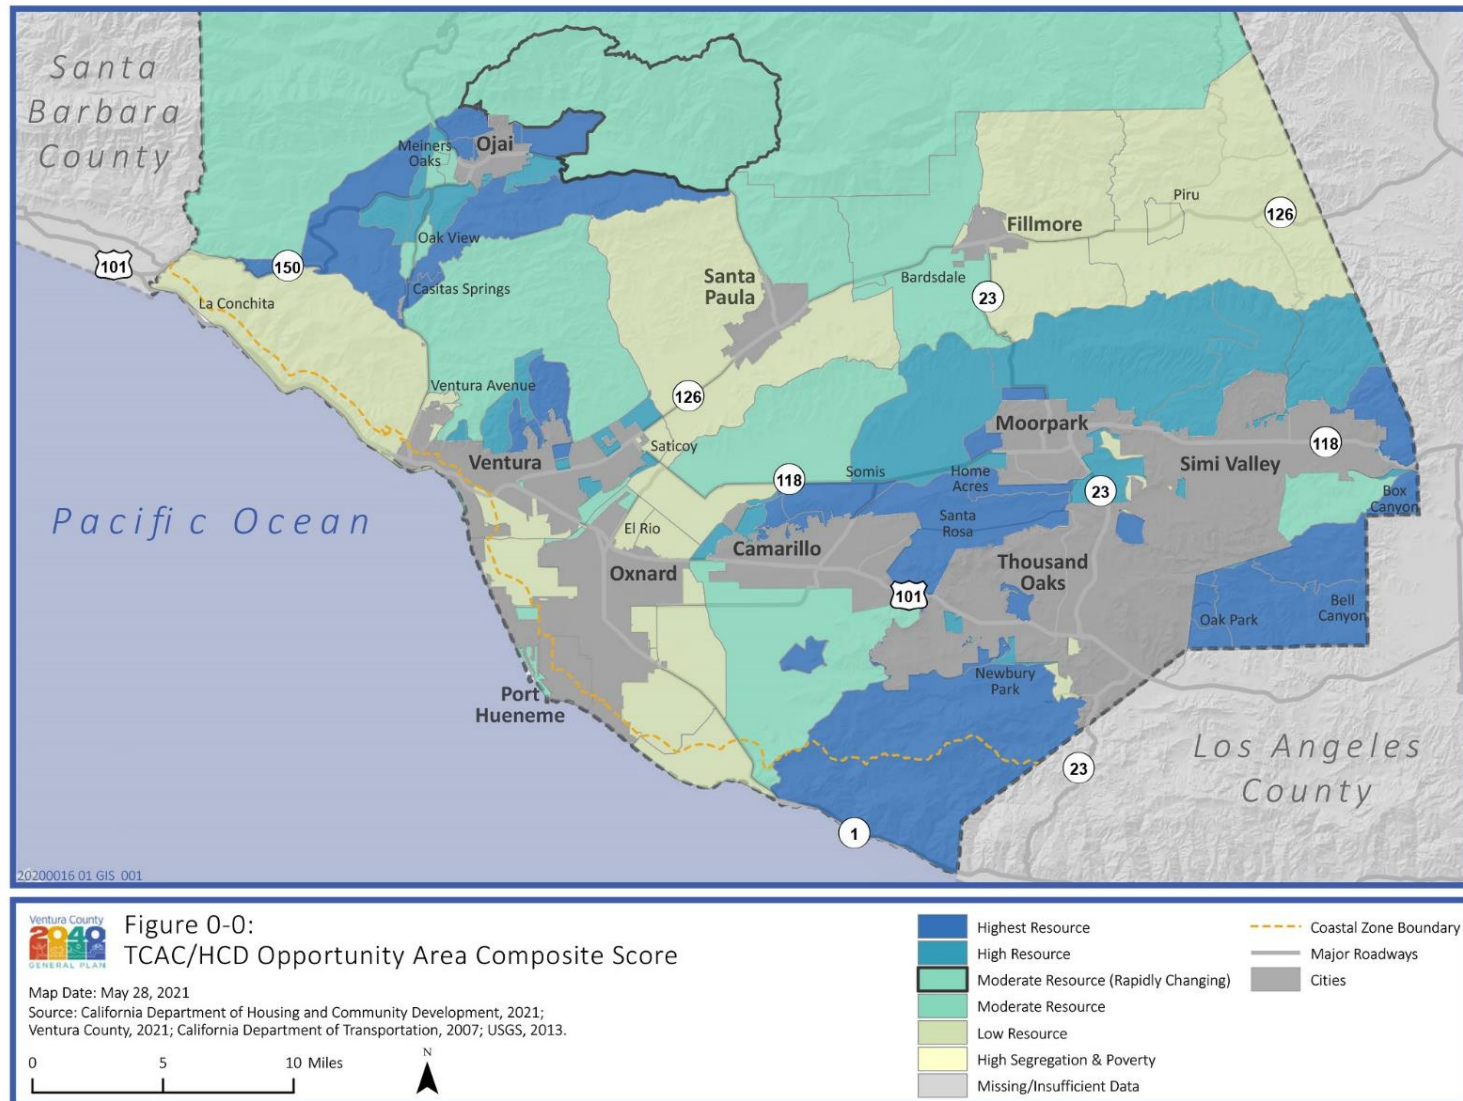 Santa
Barbara
County
Meiners
Oaks
Ojai
Oak View
Casitas Springs
101
150
La Conchita
Ventura Avenue
Ventura
Santa
Paula
126
Saticoy
Fillmore
Bardsdale
23
Piru
126
Moorpark
118
Simi Valley
118
Somis
Home
Acres
23
Box
Canyon
El Rio
Camarillo
Santa
Rosa
Oxnard
Thousand
Oaks
101
Oak Park
Bell
Canyon
Newbury
Park
Port
Hueneme
Pacific Ocean
Los Angeles
County
23
1
20200016 01 GIS 001
Ventura County
2040
GENERAL PLAN
Figure 0-0:
TCAC/HCD Opportunity Area Composite Score
Map Date: May 28, 2021
Source: California Department of Housing and Community Development, 2021;
Ventura County, 2021; California Department of Transportation, 2007; USGS, 2013.
0 5 10 Miles
N
Highest Resource
High Resource
Moderate Resource (Rapidly Changing)
Moderate Resource
Low Resource
High Segregation & Poverty
Missing/Insufficient Data
Coastal Zone Boundary
Major Roadways
Cities